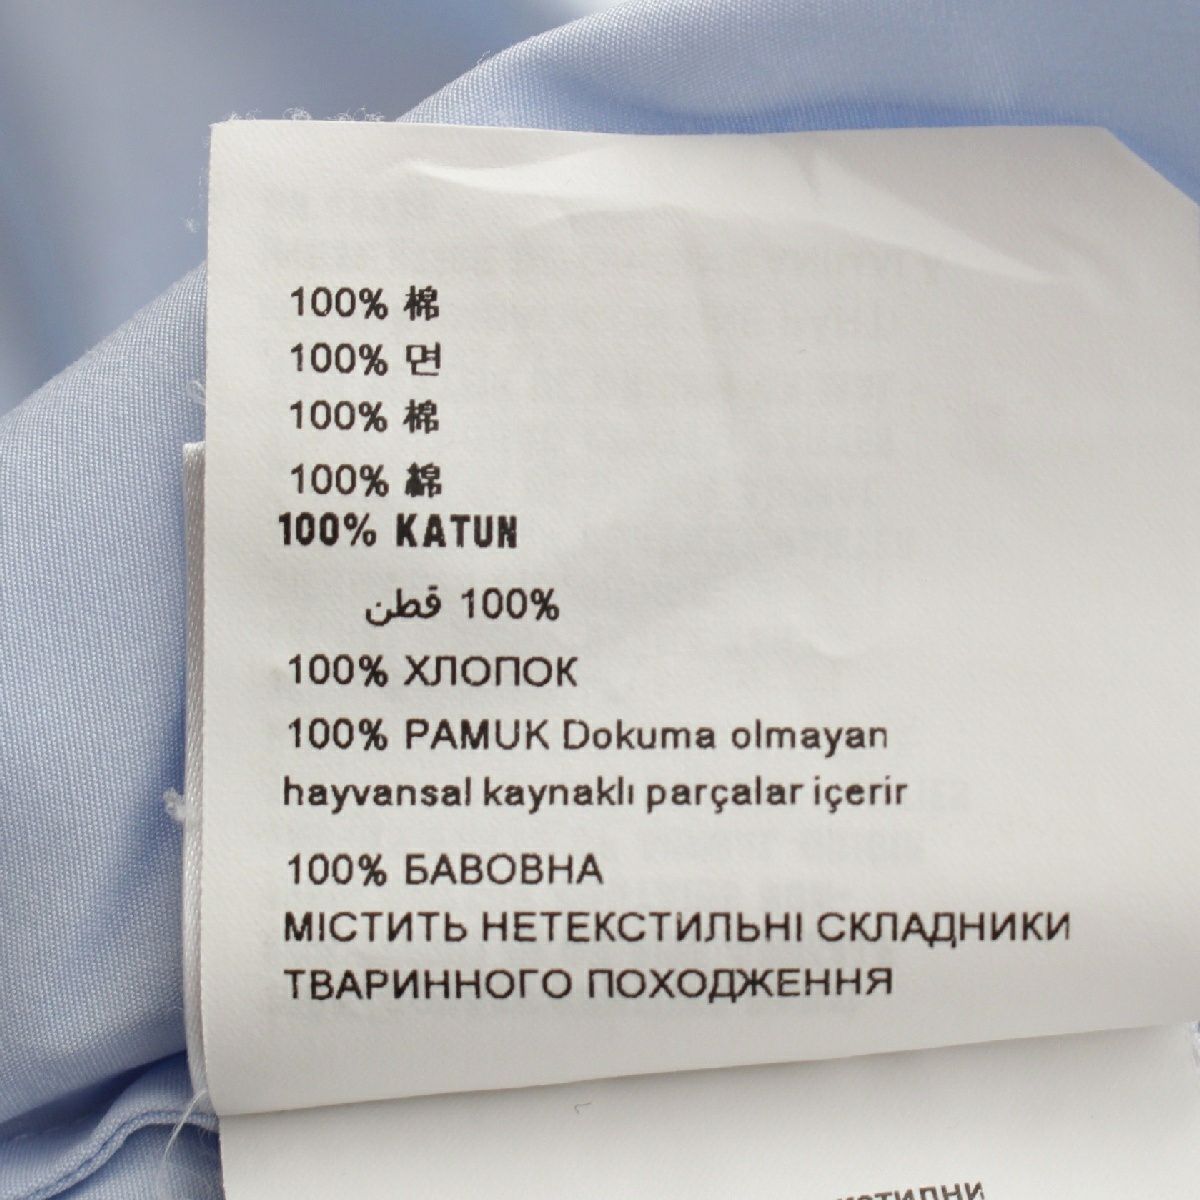 100% 棉
100% 면
100% 棉
100% 綿
100% KATUN
100% قطن
100% ХЛОПОК
100% PAMUK Dokuma olmayan
hayvansal kaynaklı parçalar içerir
100% БАВОВНА
МІСТИТЬ НЕТЕКСТИЛЬНІ СКЛАДНИКИ
ТВАРИННОГО ПОХОДЖЕННЯ